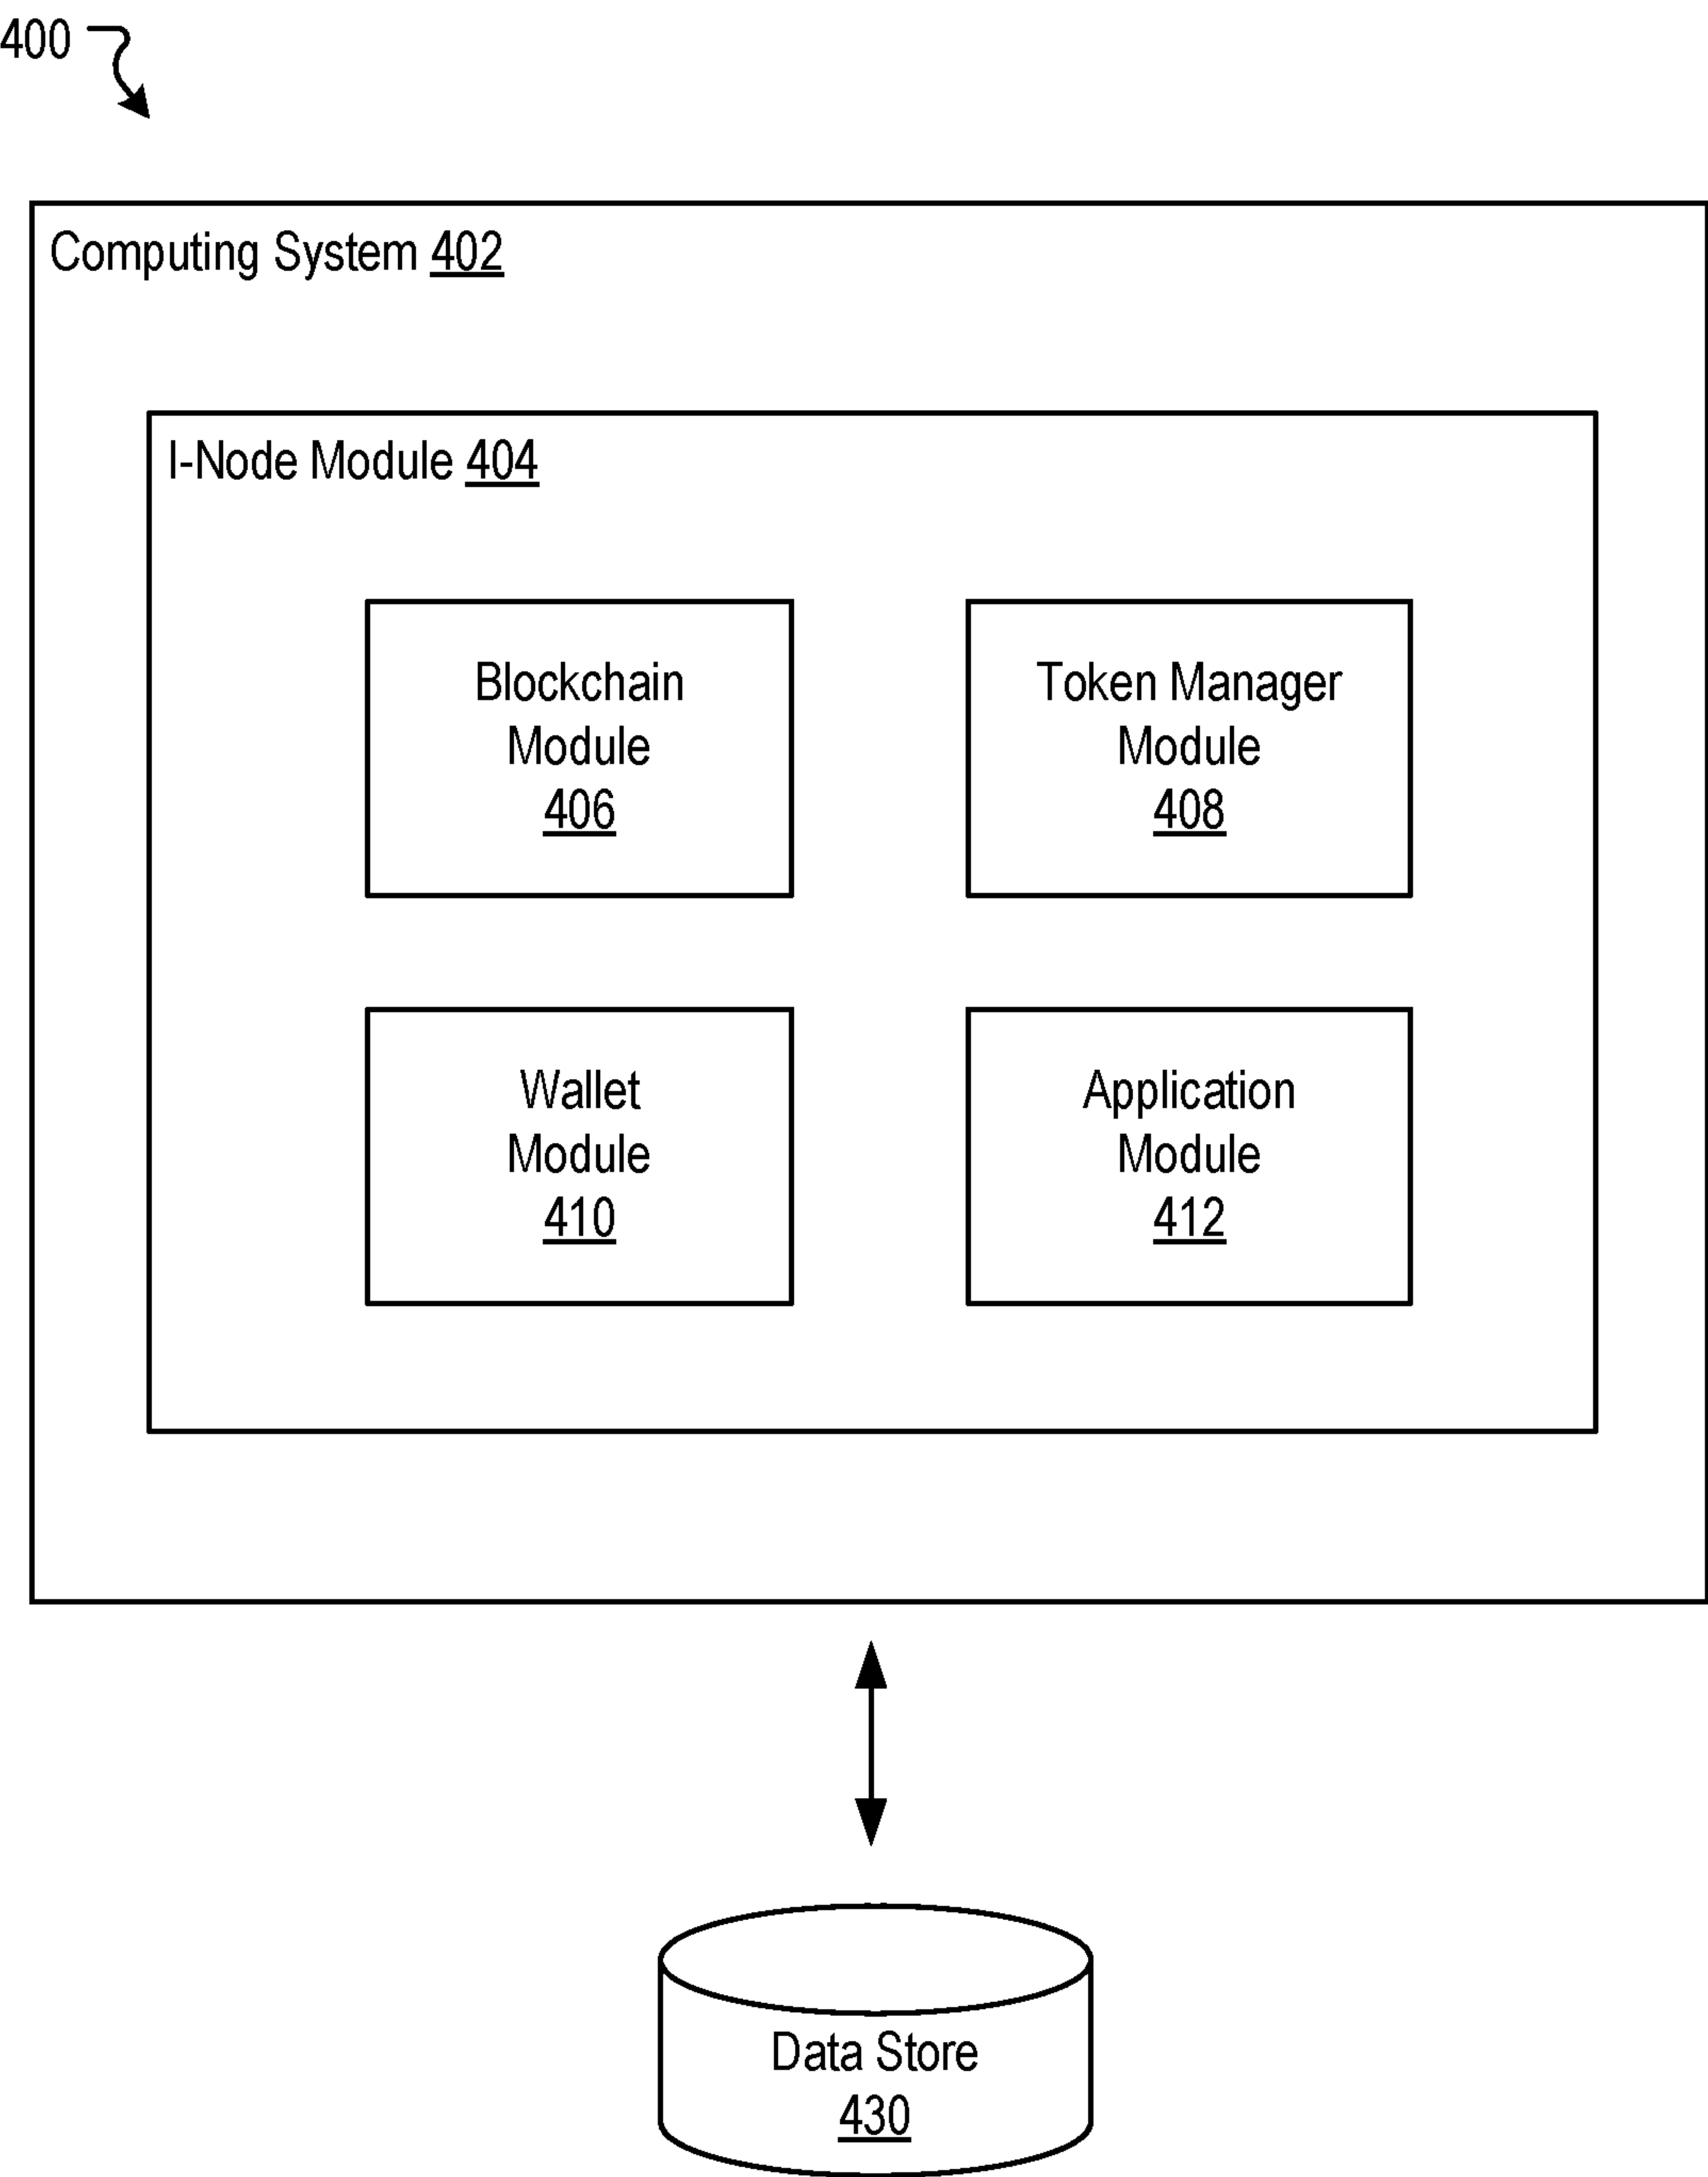 400
Computing System 402
I-Node Module 404
Blockchain
Module
406
Token Manager
Module
408
Wallet
Module
410
Application
Module
412
Data Store
430